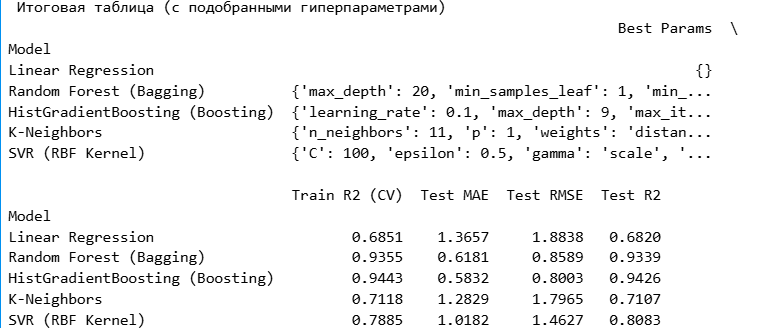 Итоговая таблица (с подобранными гиперпараметрами)
Best Params \
Model
Linear Regression {}
Random Forest (Bagging) {'max_depth': 20, 'min_samples_leaf': 1, 'min_...
HistGradientBoosting (Boosting) {'learning_rate': 0.1, 'max_depth': 9, 'max_it...
K-Neighbors {'n_neighbors': 11, 'p': 1, 'weights': 'distan...
SVR (RBF Kernel) {'C': 100, 'epsilon': 0.5, 'gamma': 'scale', '...
Train R2 (CV) Test MAE Test RMSE Test R2
Model
Linear Regression 0.6851 1.3657 1.8838 0.6820
Random Forest (Bagging) 0.9355 0.6181 0.8589 0.9339
HistGradientBoosting (Boosting) 0.9443 0.5832 0.8003 0.9426
K-Neighbors 0.7118 1.2829 1.7965 0.7107
SVR (RBF Kernel) 0.7885 1.0182 1.4627 0.8083